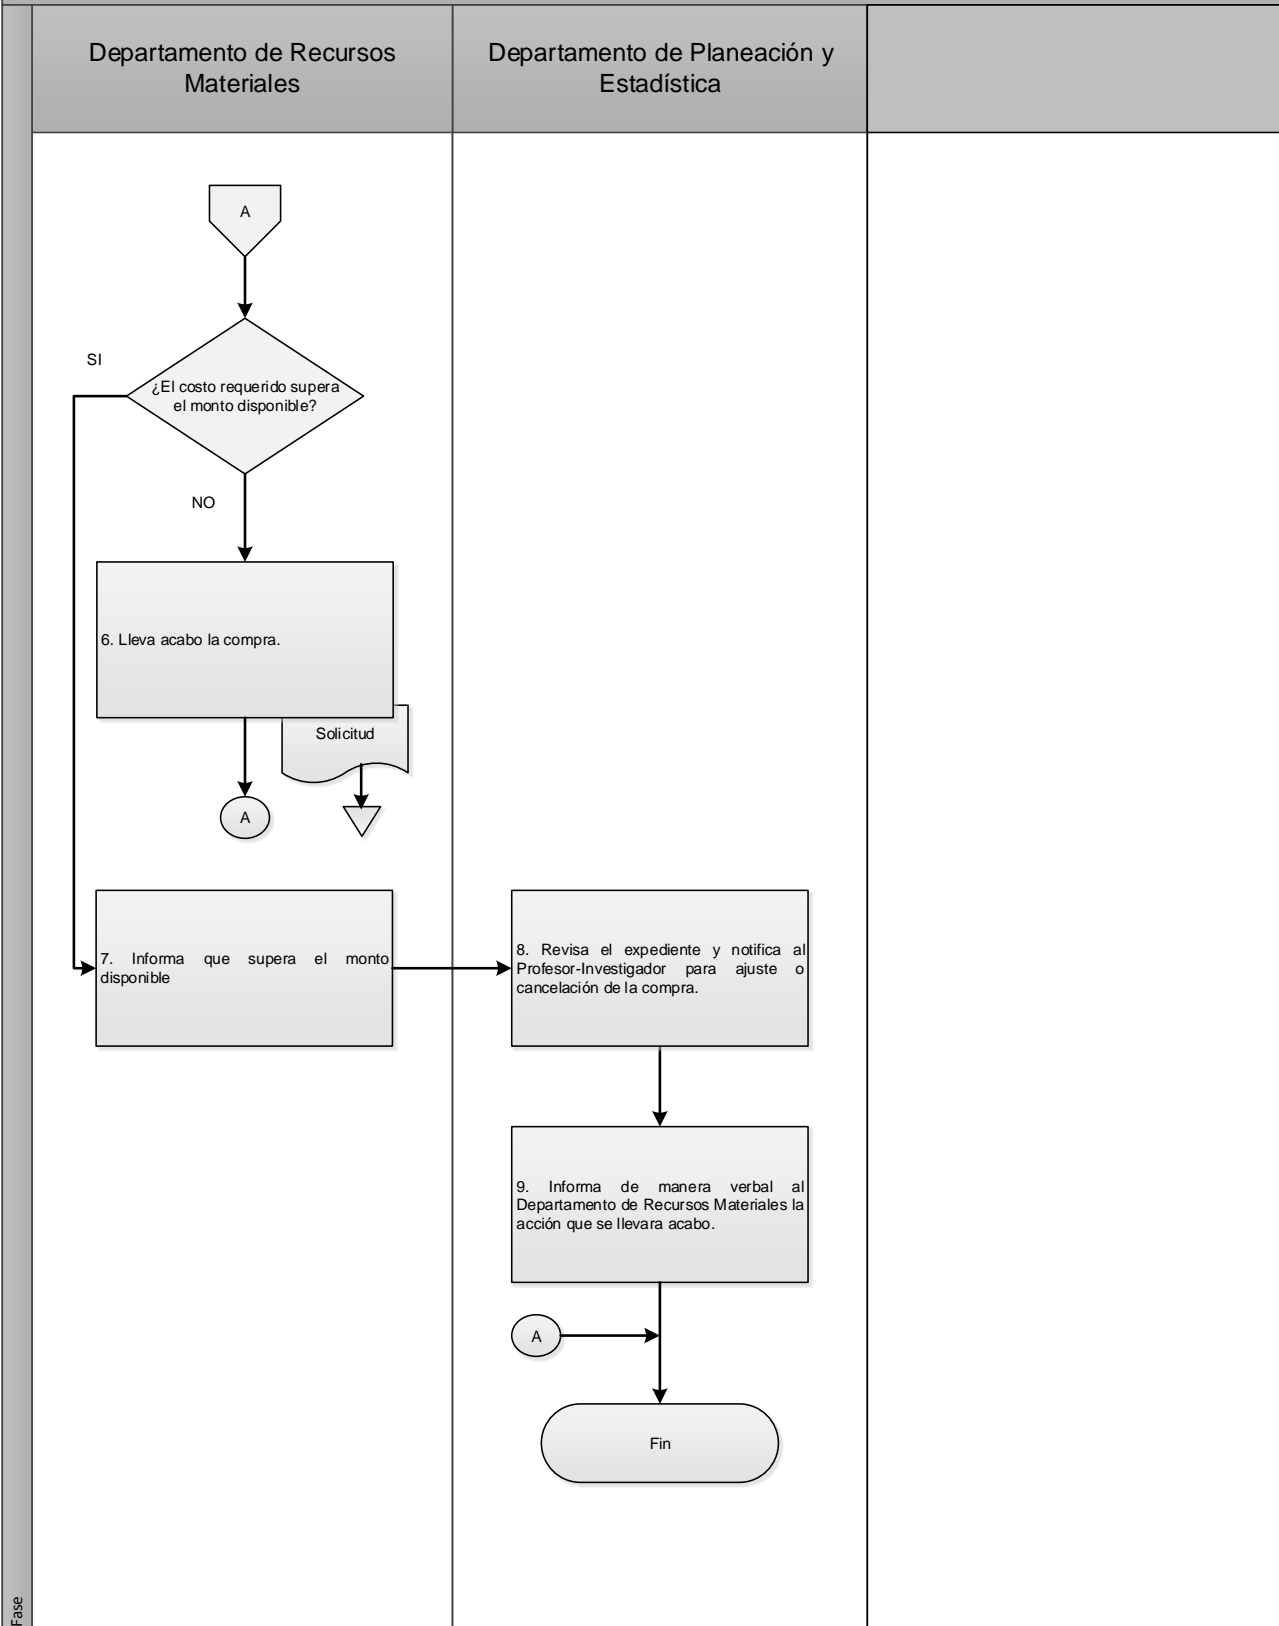 Departamento de Recursos
Materiales
Departamento de Planeación y
Estadística
A
SI
¿El costo requerido supera
el monto disponible?
NO
6. Lleva acabo la compra.
Solicitud
A
7. Informa que supera el monto
disponible
8. Revisa el expediente y notifica al
Profesor-Investigador para ajuste o
cancelación de la compra.
9. Informa de manera verbal al
Departamento de Recursos Materiales la
acción que se llevara acabo.
A
Fin
Fase